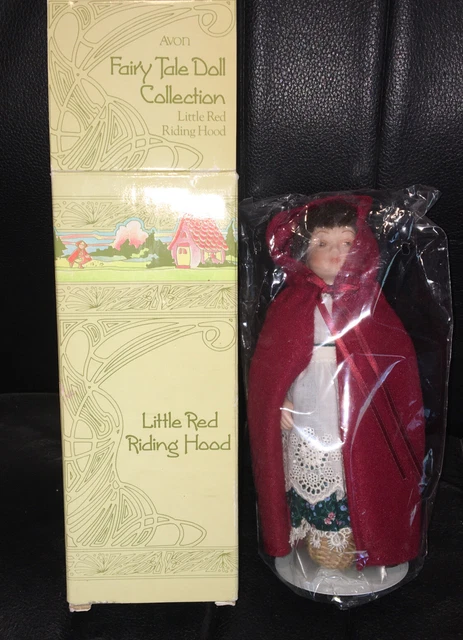 Avon
Fairy Tale Doll
Collection
Little Red
Riding Hood
Little Red
Riding Hood